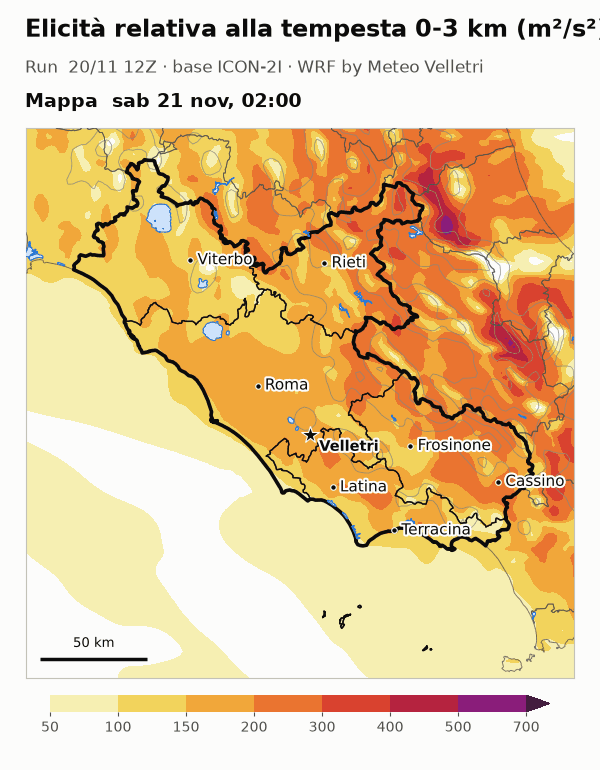 Elicità relativa alla tempesta 0-3 km (m²/s²)
Run 20/11 12Z · base ICON-2I · WRF by Meteo Velletri
Mappa sab 21 nov, 02:00
Viterbo
Rieti
Roma
Velletri
Frosinone
Cassino
Latina
Terracina
50 km
50 100 150 200 300 400 500 700